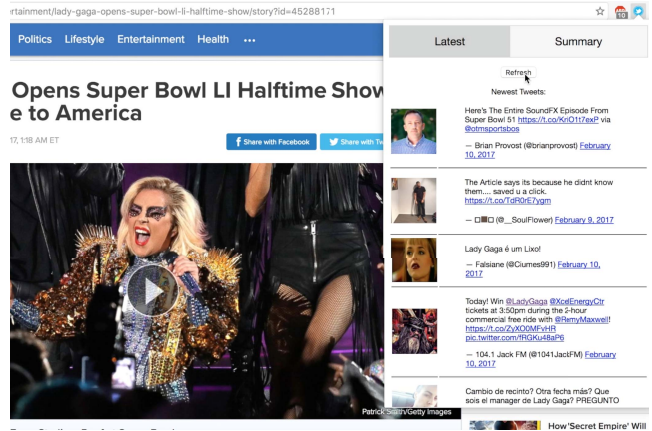 rtainment/lady-gaga-opens-super-bowl-li-halftime-show/story?id=45288171
10
Politics Lifestyle Entertainment Health •••
Opens Super Bowl LI Halftime Show
e to America
17, 1:18 AM ET
Share with Facebook
Share with Tw
Patrick Smith/Getty Images
How 'Secret Empire' Will
Latest
Summary
Refresh
Newest Tweets:
Here's The Entire SoundFX Episode From
Super Bowl 51 https://t.co/KriO1t7exP via
@otmsportsbos
— Brian Provost (@brianprovost) February
10, 2017
The Article says its because he didnt know
them.... saved u a click.
https://t.co/TdR0rE7ygm
— (@__SoulFlower) February 9, 2017
Lady Gaga é um Lixo!
— Falsiane (@Ciumes991) February 10,
2017
Today! Win @LadyGaga @XcelEnergyCtr
tickets at 3:50pm during the 2-hour
commercial free ride with @RemyMaxwell!
https://t.co/ZyXO0MFvHR
pic.twitter.com/fRGKu48aP6
— 104.1 Jack FM (@1041JackFM) February
10, 2017
Cambio de recinto? Otra fecha más? Que
sois el manager de Lady Gaga? PREGUNTO